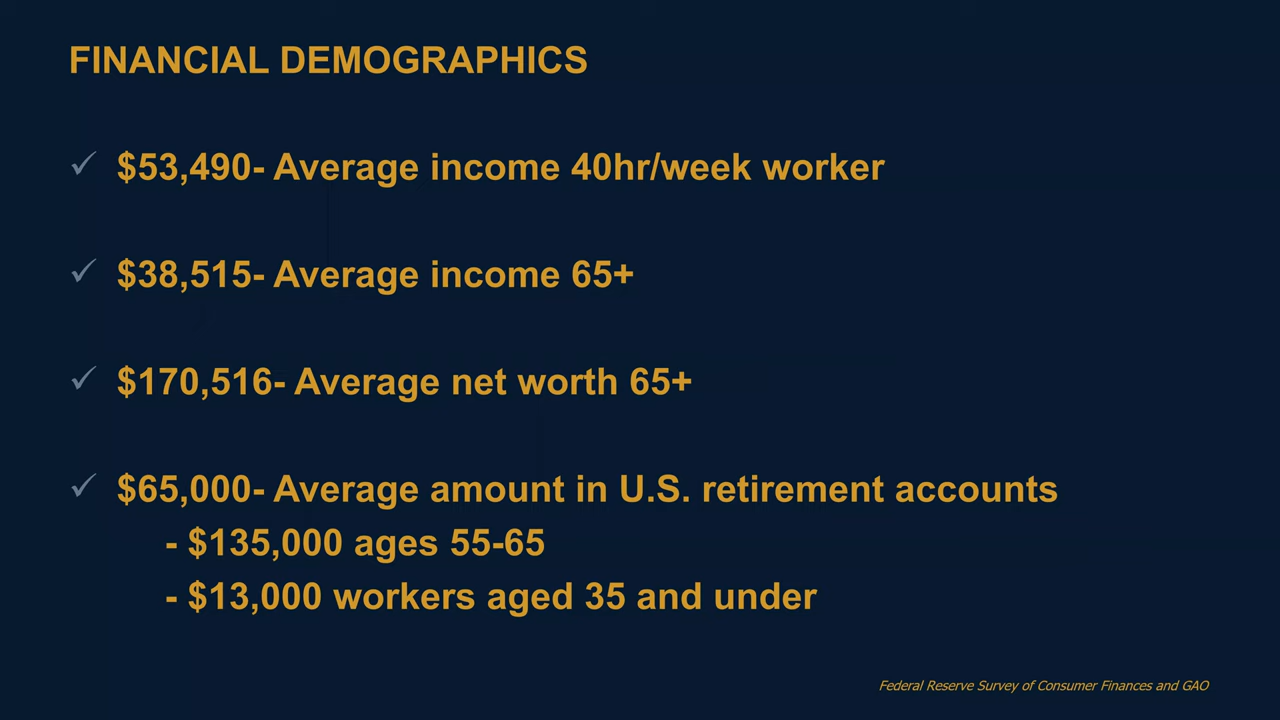 FINANCIAL DEMOGRAPHICS
✓ $53,490- Average income 40hr/week worker
✓ $38,515- Average income 65+
✓ $170,516- Average net worth 65+
✓ $65,000- Average amount in U.S. retirement accounts
- $135,000 ages 55-65
- $13,000 workers aged 35 and under
Federal Reserve Survey of Consumer Finances and GAO